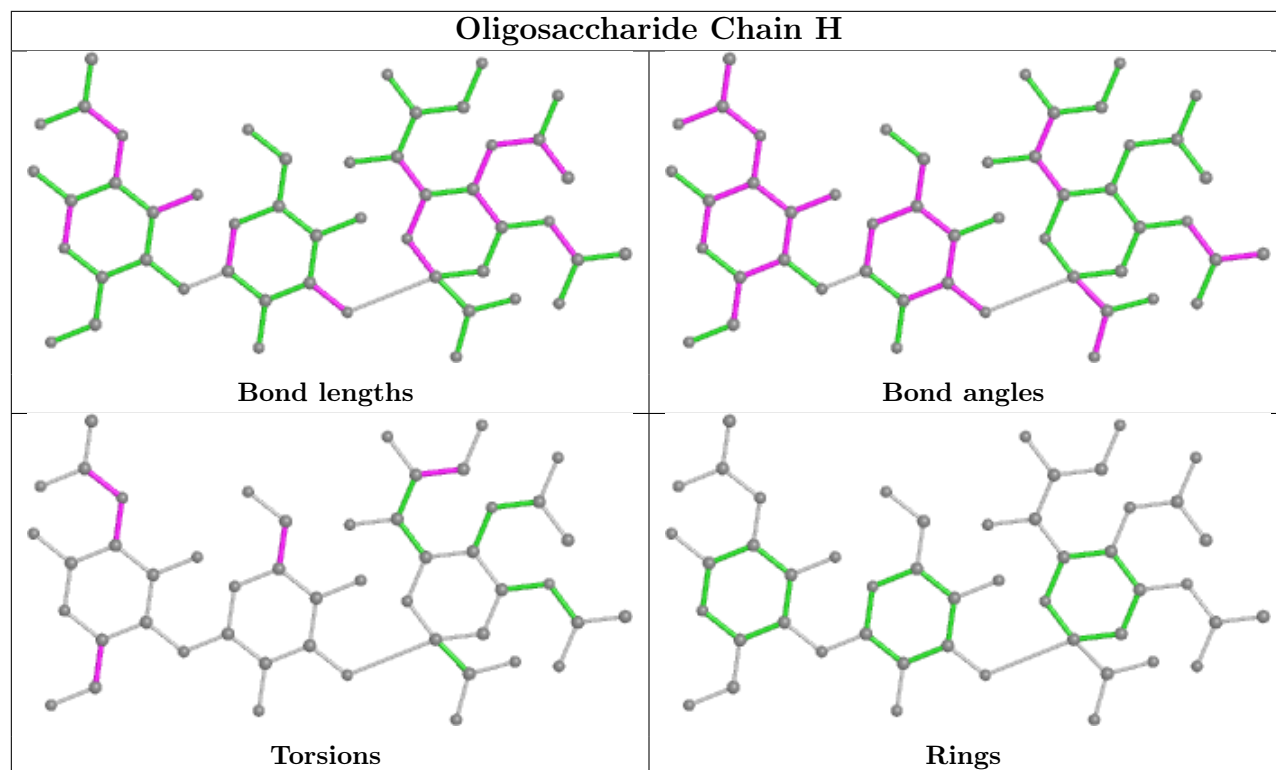 Oligosaccharide Chain H
Bond lengths
Bond angles
Torsions
Rings